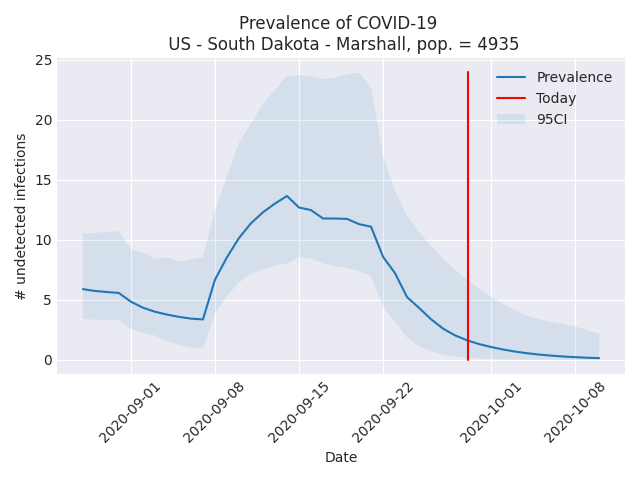 Prevalence of COVID-19
US - South Dakota - Marshall, pop. = 4935
# undetected infections
25
20
15
10
5
0
Prevalence
Today
95CI
2020-09-01
2020-09-08
2020-09-15
2020-09-22
2020-10-01
2020-10-08
Date